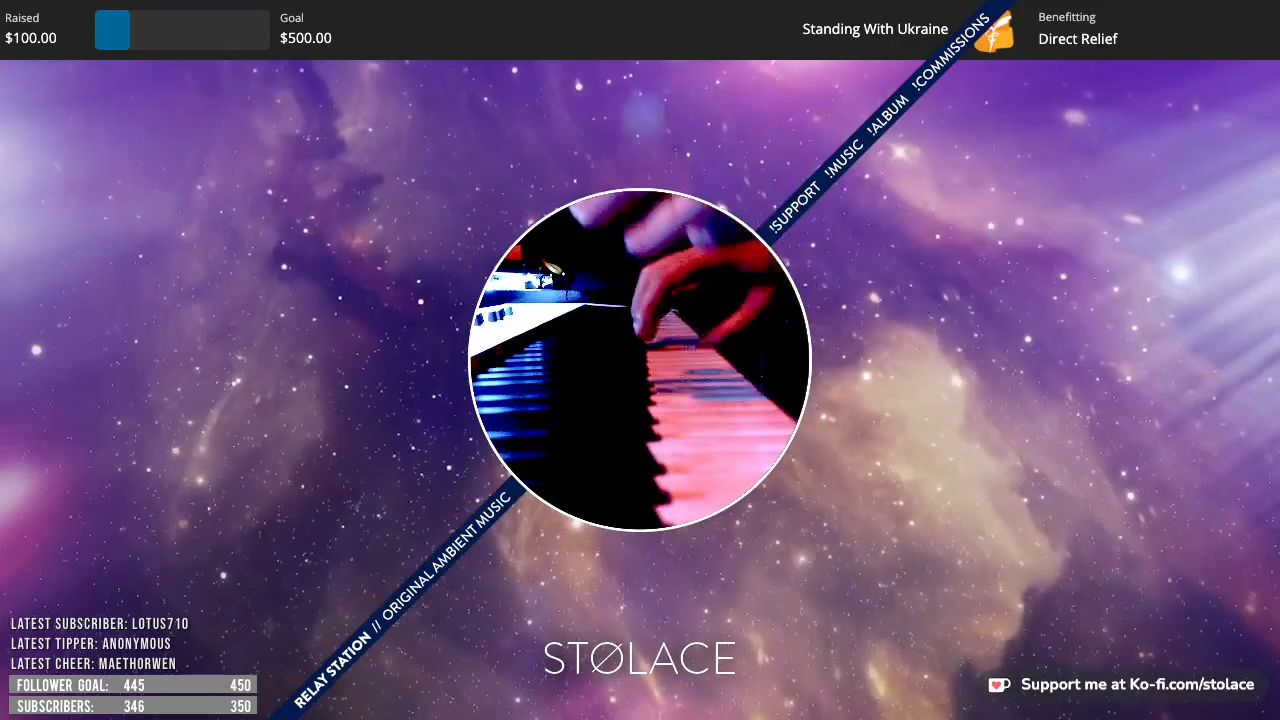 Raised
$100.00
Goal
$500.00
Standing With Ukraine
Benefitting
Direct Relief
!SUPPORT !MUSIC !ALBUM !COMMISSIONS
RELAY STATION // ORIGINAL AMBIENT MUSIC
LATEST SUBSCRIBER: LOTUS710
LATEST TIPPER: ANONYMOUS
LATEST CHEER: MAETHORWEN
FOLLOWER GOAL: 445 450
SUBSCRIBERS: 346 350
STØLACE
Support me at Ko-fi.com/stolace